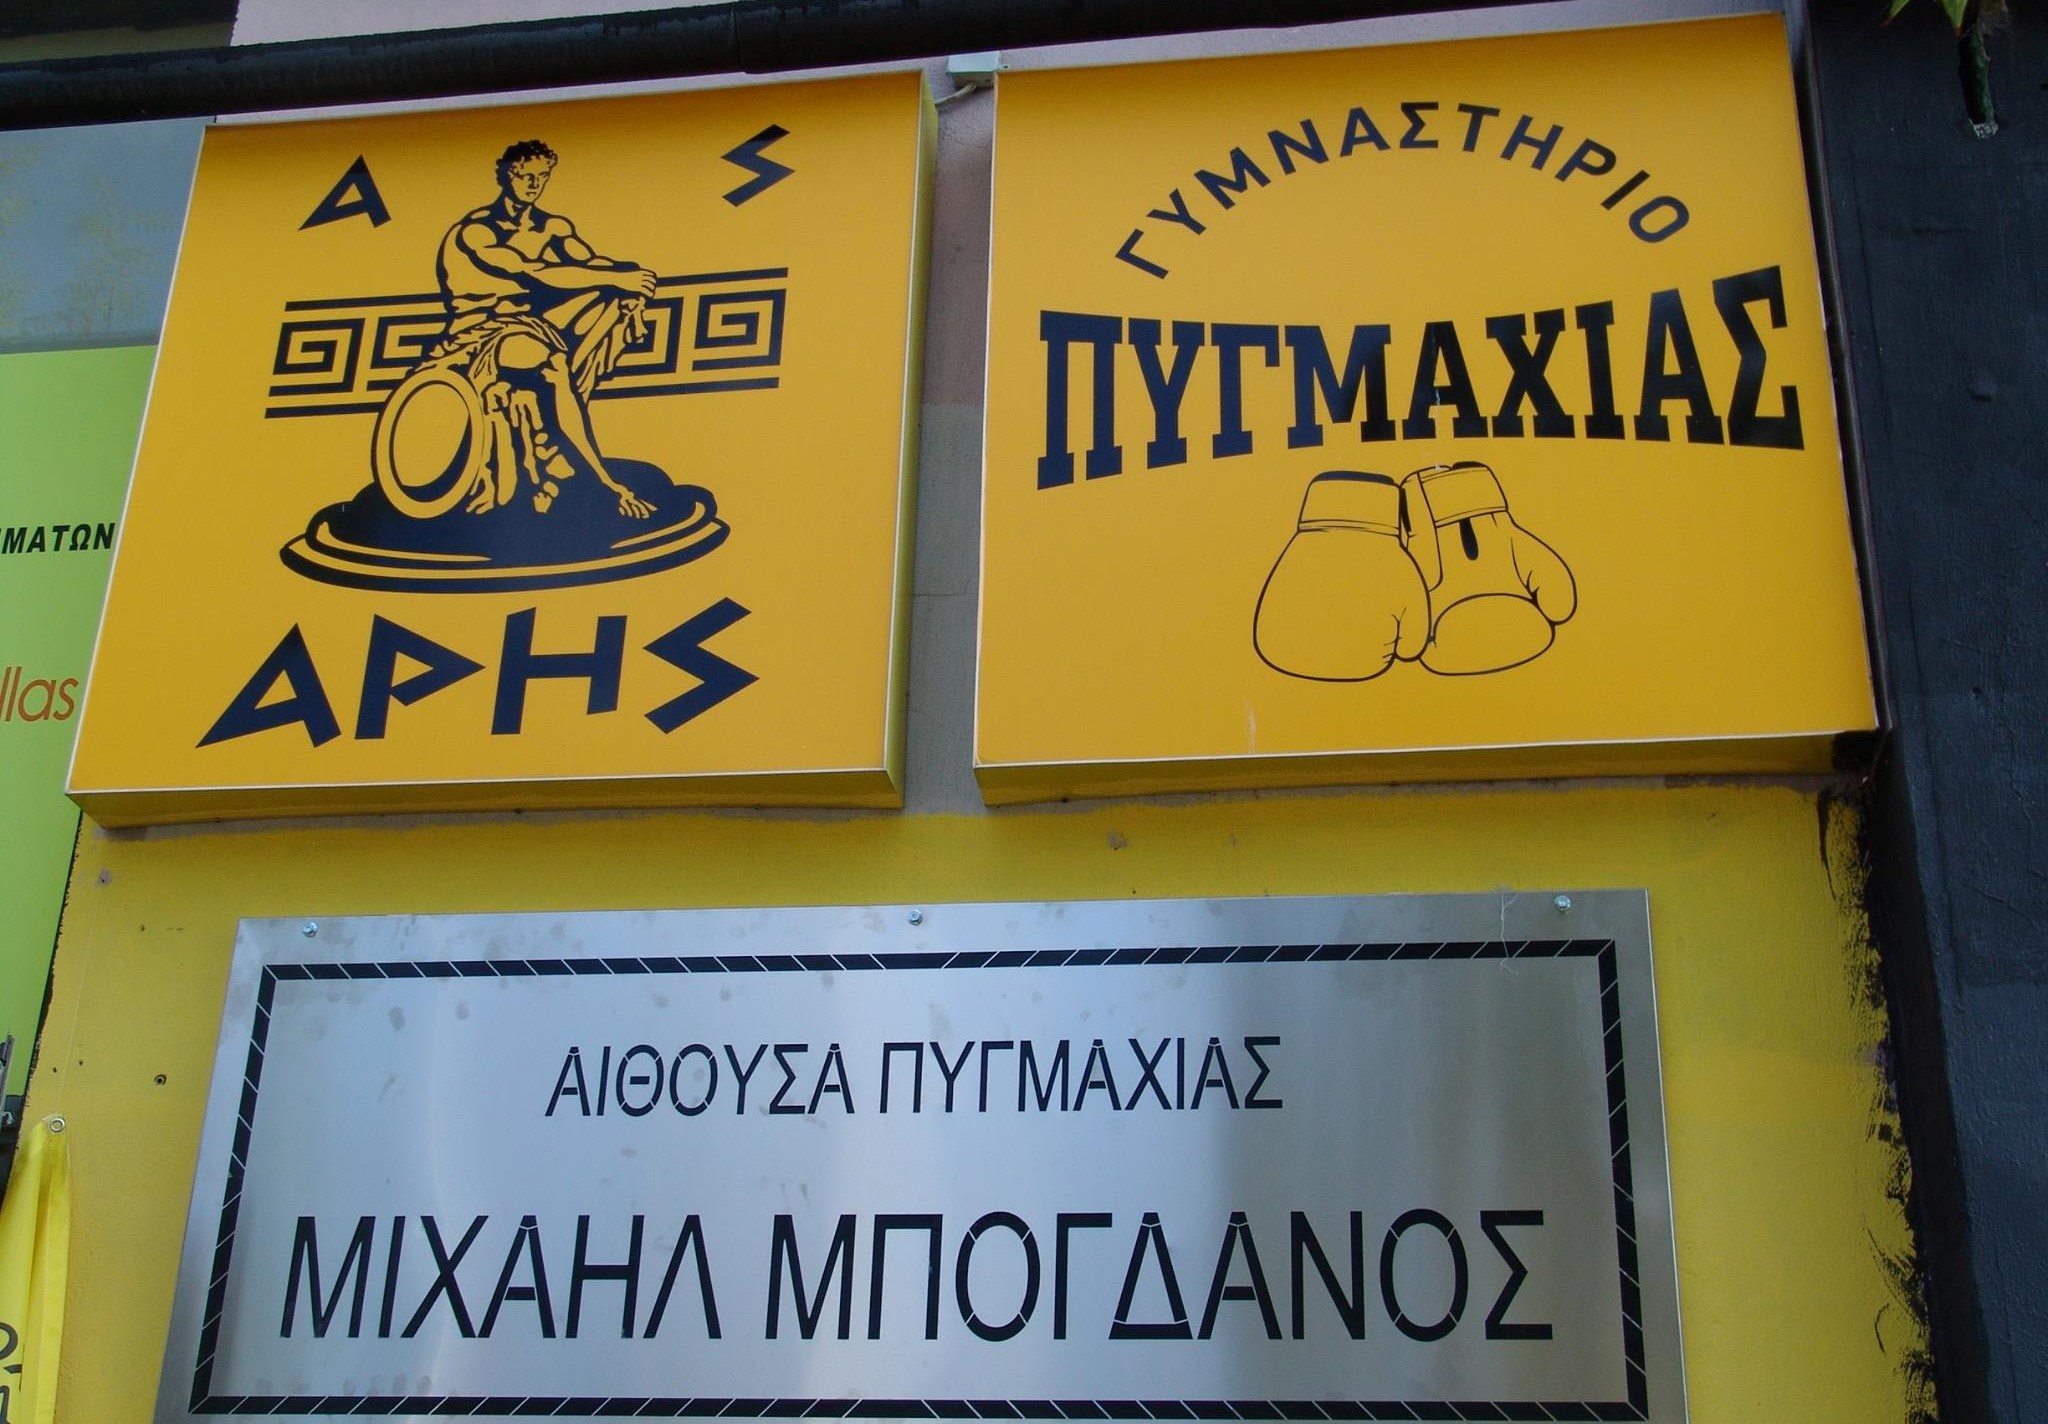 Α Σ
ΑΡΗΣ
ΓΥΜΝΑΣΤΗΡΙΟ
ΠΥΓΜΑΧΙΑΣ
ΑΙΘΟΥΣΑ ΠΥΓΜΑΧΙΑΣ
ΜΙΧΑΗΛ ΜΠΟΓΔΑΝΟΣ